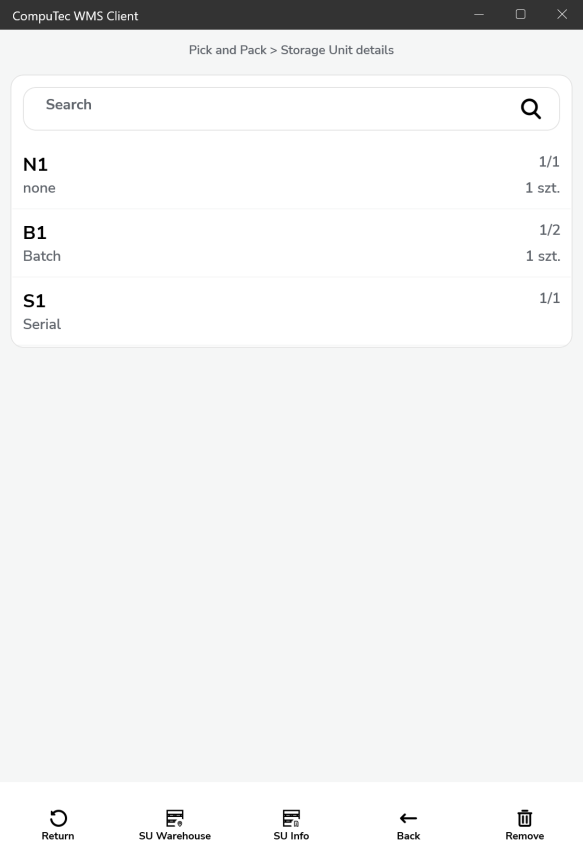 CompuTec WMS Client
Pick and Pack > Storage Unit details
Search
N1 1/1
none 1 szt.
B1 1/2
Batch 1 szt.
S1 1/1
Serial
Return SU Warehouse SU Info Back Remove